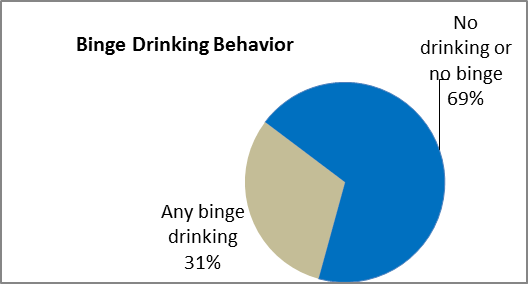 Binge Drinking Behavior
No
drinking or
no binge
69%
Any binge
drinking
31%